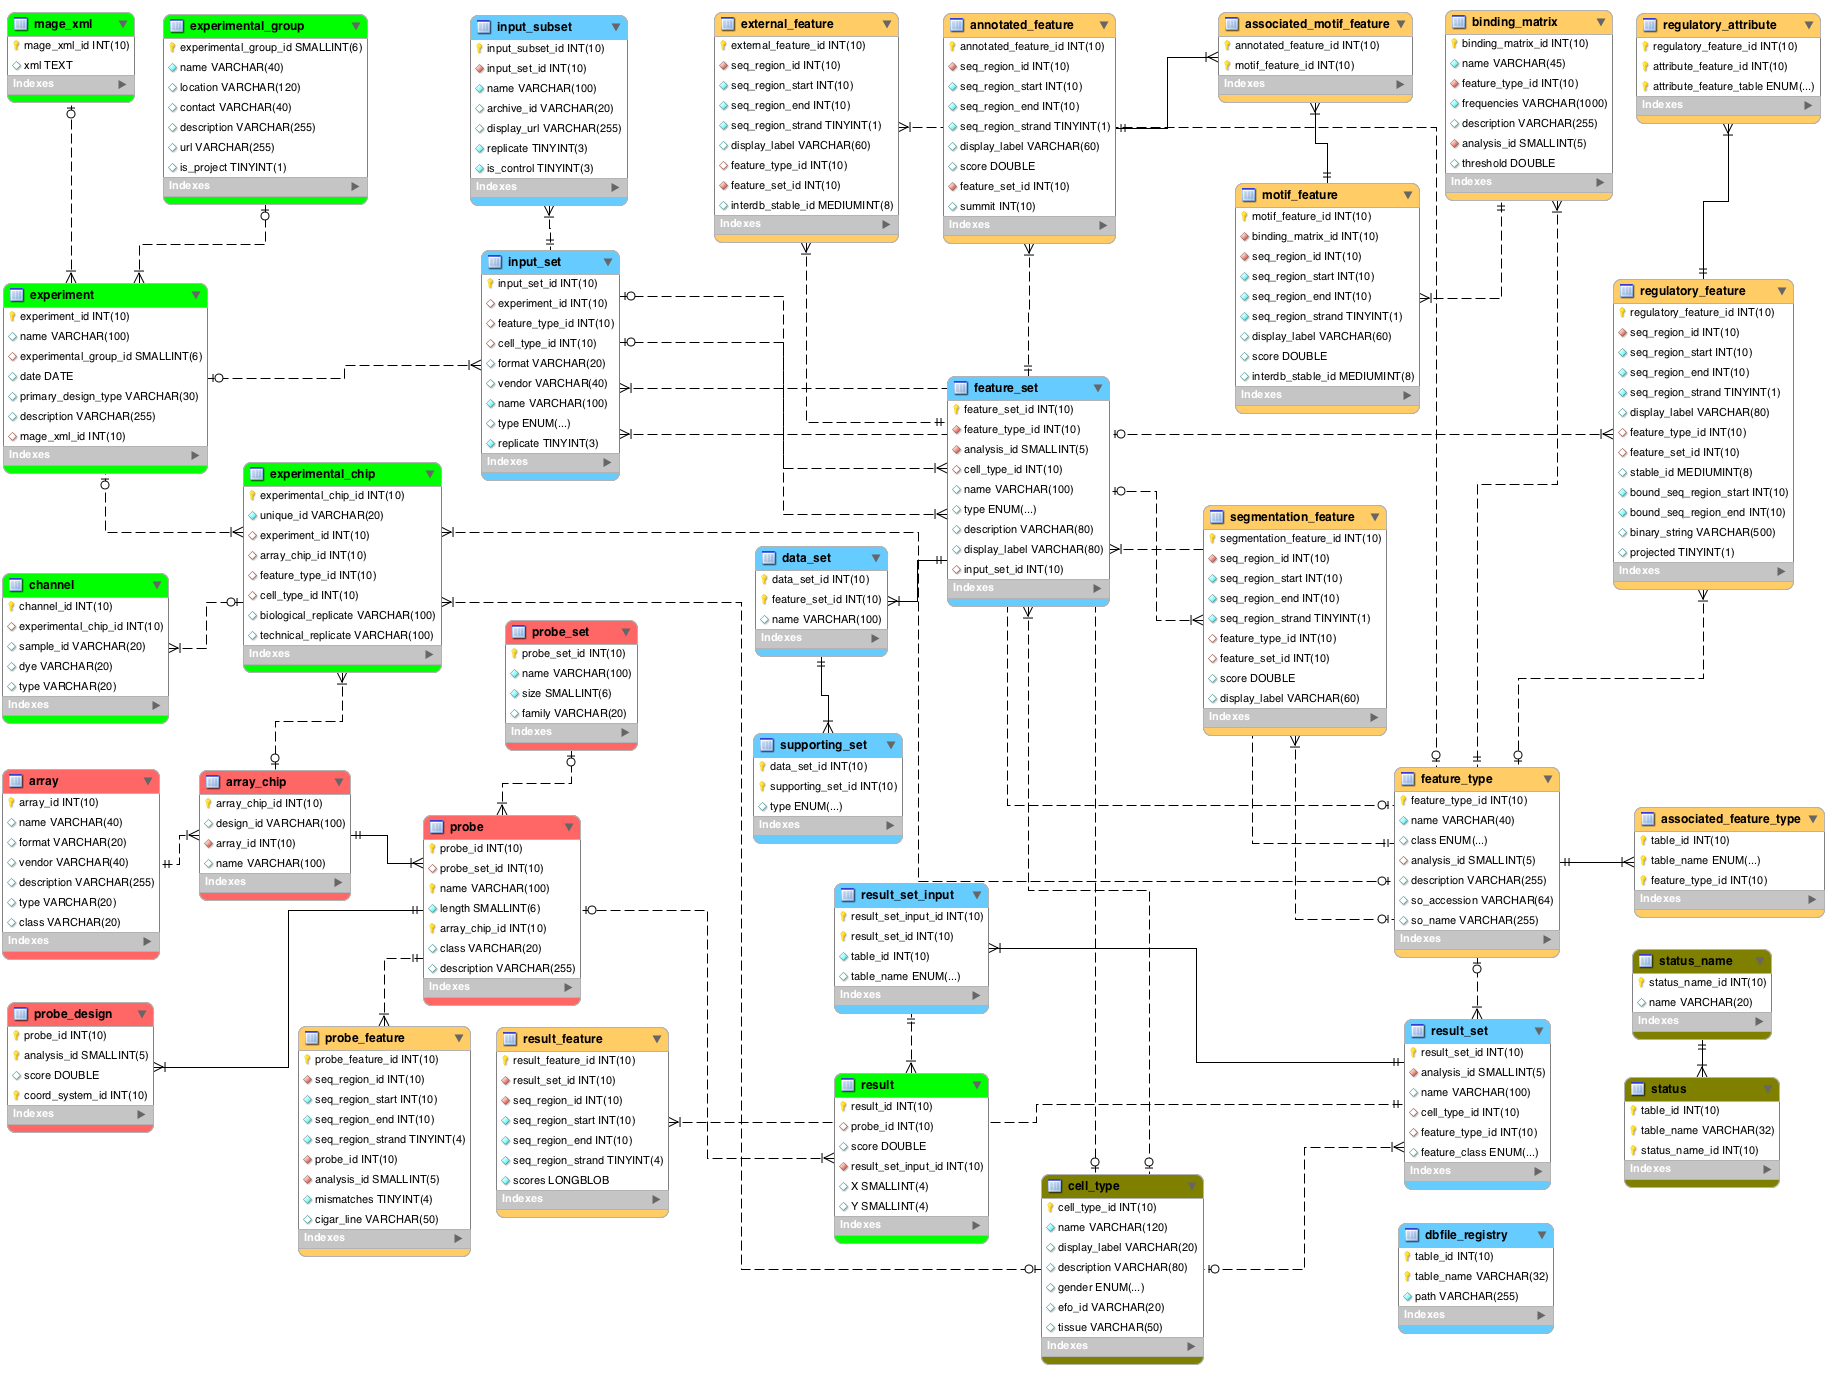 mage_xml
mage_xml_id INT(10)
xml TEXT
Indexes
experimental_group
experimental_group_id SMALLINT(6)
name VARCHAR(40)
location VARCHAR(120)
contact VARCHAR(40)
description VARCHAR(255)
url VARCHAR(255)
is_project TINYINT(1)
Indexes
input_subset
input_subset_id INT(10)
input_set_id INT(10)
name VARCHAR(100)
archive_id VARCHAR(20)
display_url VARCHAR(255)
replicate TINYINT(3)
is_control TINYINT(3)
Indexes
external_feature
external_feature_id INT(10)
seq_region_id INT(10)
seq_region_start INT(10)
seq_region_end INT(10)
seq_region_strand TINYINT(1)
display_label VARCHAR(60)
feature_type_id INT(10)
feature_set_id INT(10)
interdb_stable_id MEDIUMINT(8)
Indexes
annotated_feature
annotated_feature_id INT(10)
seq_region_id INT(10)
seq_region_start INT(10)
seq_region_end INT(10)
seq_region_strand TINYINT(1)
display_label VARCHAR(60)
score DOUBLE
feature_set_id INT(10)
summit INT(10)
Indexes
associated_motif_feature
annotated_feature_id INT(10)
motif_feature_id INT(10)
Indexes
binding_matrix
binding_matrix_id INT(10)
name VARCHAR(45)
feature_type_id INT(10)
frequencies VARCHAR(1000)
description VARCHAR(255)
analysis_id SMALLINT(5)
threshold DOUBLE
Indexes
regulatory_attribute
regulatory_feature_id INT(10)
attribute_feature_id INT(10)
attribute_feature_table ENUM(...)
Indexes
motif_feature
motif_feature_id INT(10)
binding_matrix_id INT(10)
seq_region_id INT(10)
seq_region_start INT(10)
seq_region_end INT(10)
seq_region_strand TINYINT(1)
display_label VARCHAR(60)
score DOUBLE
interdb_stable_id MEDIUMINT(8)
Indexes
experiment
experiment_id INT(10)
name VARCHAR(100)
experimental_group_id SMALLINT(6)
date DATE
primary_design_type VARCHAR(30)
description VARCHAR(255)
mage_xml_id INT(10)
Indexes
input_set
input_set_id INT(10)
experiment_id INT(10)
feature_type_id INT(10)
cell_type_id INT(10)
format VARCHAR(20)
vendor VARCHAR(40)
name VARCHAR(100)
type ENUM(...)
replicate TINYINT(3)
Indexes
regulatory_feature
regulatory_feature_id INT(10)
seq_region_id INT(10)
seq_region_start INT(10)
seq_region_end INT(10)
seq_region_strand TINYINT(1)
display_label VARCHAR(80)
feature_type_id INT(10)
feature_set_id INT(10)
stable_id MEDIUMINT(8)
bound_seq_region_start INT(10)
bound_seq_region_end INT(10)
binary_string VARCHAR(500)
projected TINYINT(1)
Indexes
feature_set
feature_set_id INT(10)
feature_type_id INT(10)
analysis_id SMALLINT(5)
cell_type_id INT(10)
name VARCHAR(100)
type ENUM(...)
description VARCHAR(80)
display_label VARCHAR(80)
input_set_id INT(10)
Indexes
experimental_chip
experimental_chip_id INT(10)
unique_id VARCHAR(20)
experiment_id INT(10)
array_chip_id INT(10)
feature_type_id INT(10)
cell_type_id INT(10)
biological_replicate VARCHAR(100)
technical_replicate VARCHAR(100)
Indexes
segmentation_feature
segmentation_feature_id INT(10)
seq_region_id INT(10)
seq_region_start INT(10)
seq_region_end INT(10)
seq_region_strand TINYINT(1)
feature_type_id INT(10)
feature_set_id INT(10)
score DOUBLE
display_label VARCHAR(60)
Indexes
data_set
data_set_id INT(10)
feature_set_id INT(10)
name VARCHAR(100)
Indexes
channel
channel_id INT(10)
experimental_chip_id INT(10)
sample_id VARCHAR(20)
dye VARCHAR(20)
type VARCHAR(20)
Indexes
probe_set
probe_set_id INT(10)
name VARCHAR(100)
size SMALLINT(6)
family VARCHAR(20)
Indexes
supporting_set
data_set_id INT(10)
supporting_set_id INT(10)
type ENUM(...)
Indexes
array
array_id INT(10)
name VARCHAR(40)
format VARCHAR(20)
vendor VARCHAR(40)
description VARCHAR(255)
type VARCHAR(20)
class VARCHAR(20)
Indexes
array_chip
array_chip_id INT(10)
design_id VARCHAR(100)
array_id INT(10)
name VARCHAR(100)
Indexes
probe
probe_id INT(10)
probe_set_id INT(10)
name VARCHAR(100)
length SMALLINT(6)
array_chip_id INT(10)
class VARCHAR(20)
description VARCHAR(255)
Indexes
feature_type
feature_type_id INT(10)
name VARCHAR(40)
class ENUM(...)
analysis_id SMALLINT(5)
description VARCHAR(255)
so_accession VARCHAR(64)
so_name VARCHAR(255)
Indexes
associated_feature_type
table_id INT(10)
table_name ENUM(...)
feature_type_id INT(10)
Indexes
result_set_input
result_set_input_id INT(10)
result_set_id INT(10)
table_id INT(10)
table_name ENUM(...)
Indexes
status_name
status_name_id INT(10)
name VARCHAR(20)
Indexes
probe_design
probe_id INT(10)
analysis_id SMALLINT(5)
score DOUBLE
coord_system_id INT(10)
Indexes
probe_feature
probe_feature_id INT(10)
seq_region_id INT(10)
seq_region_start INT(10)
seq_region_end INT(10)
seq_region_strand TINYINT(4)
probe_id INT(10)
analysis_id SMALLINT(5)
mismatches TINYINT(4)
cigar_line VARCHAR(50)
Indexes
result_feature
result_feature_id INT(10)
result_set_id INT(10)
seq_region_id INT(10)
seq_region_start INT(10)
seq_region_end INT(10)
seq_region_strand TINYINT(4)
scores LONGBLOB
Indexes
result
result_id INT(10)
probe_id INT(10)
score DOUBLE
result_set_input_id INT(10)
X SMALLINT(4)
Y SMALLINT(4)
Indexes
result_set
result_set_id INT(10)
analysis_id SMALLINT(5)
name VARCHAR(100)
cell_type_id INT(10)
feature_type_id INT(10)
feature_class ENUM(...)
Indexes
status
table_id INT(10)
table_name VARCHAR(32)
status_name_id INT(10)
Indexes
cell_type
cell_type_id INT(10)
name VARCHAR(120)
display_label VARCHAR(20)
description VARCHAR(80)
gender ENUM(...)
efo_id VARCHAR(20)
tissue VARCHAR(50)
Indexes
dbfile_registry
table_id INT(10)
table_name VARCHAR(32)
path VARCHAR(255)
Indexes